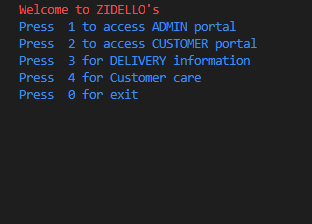 Welcome to ZIDELLO's
Press  1 to access ADMIN portal
Press  2 to access CUSTOMER portal
Press  3 for DELIVERY information
Press  4 for Customer care
Press  0 for exit